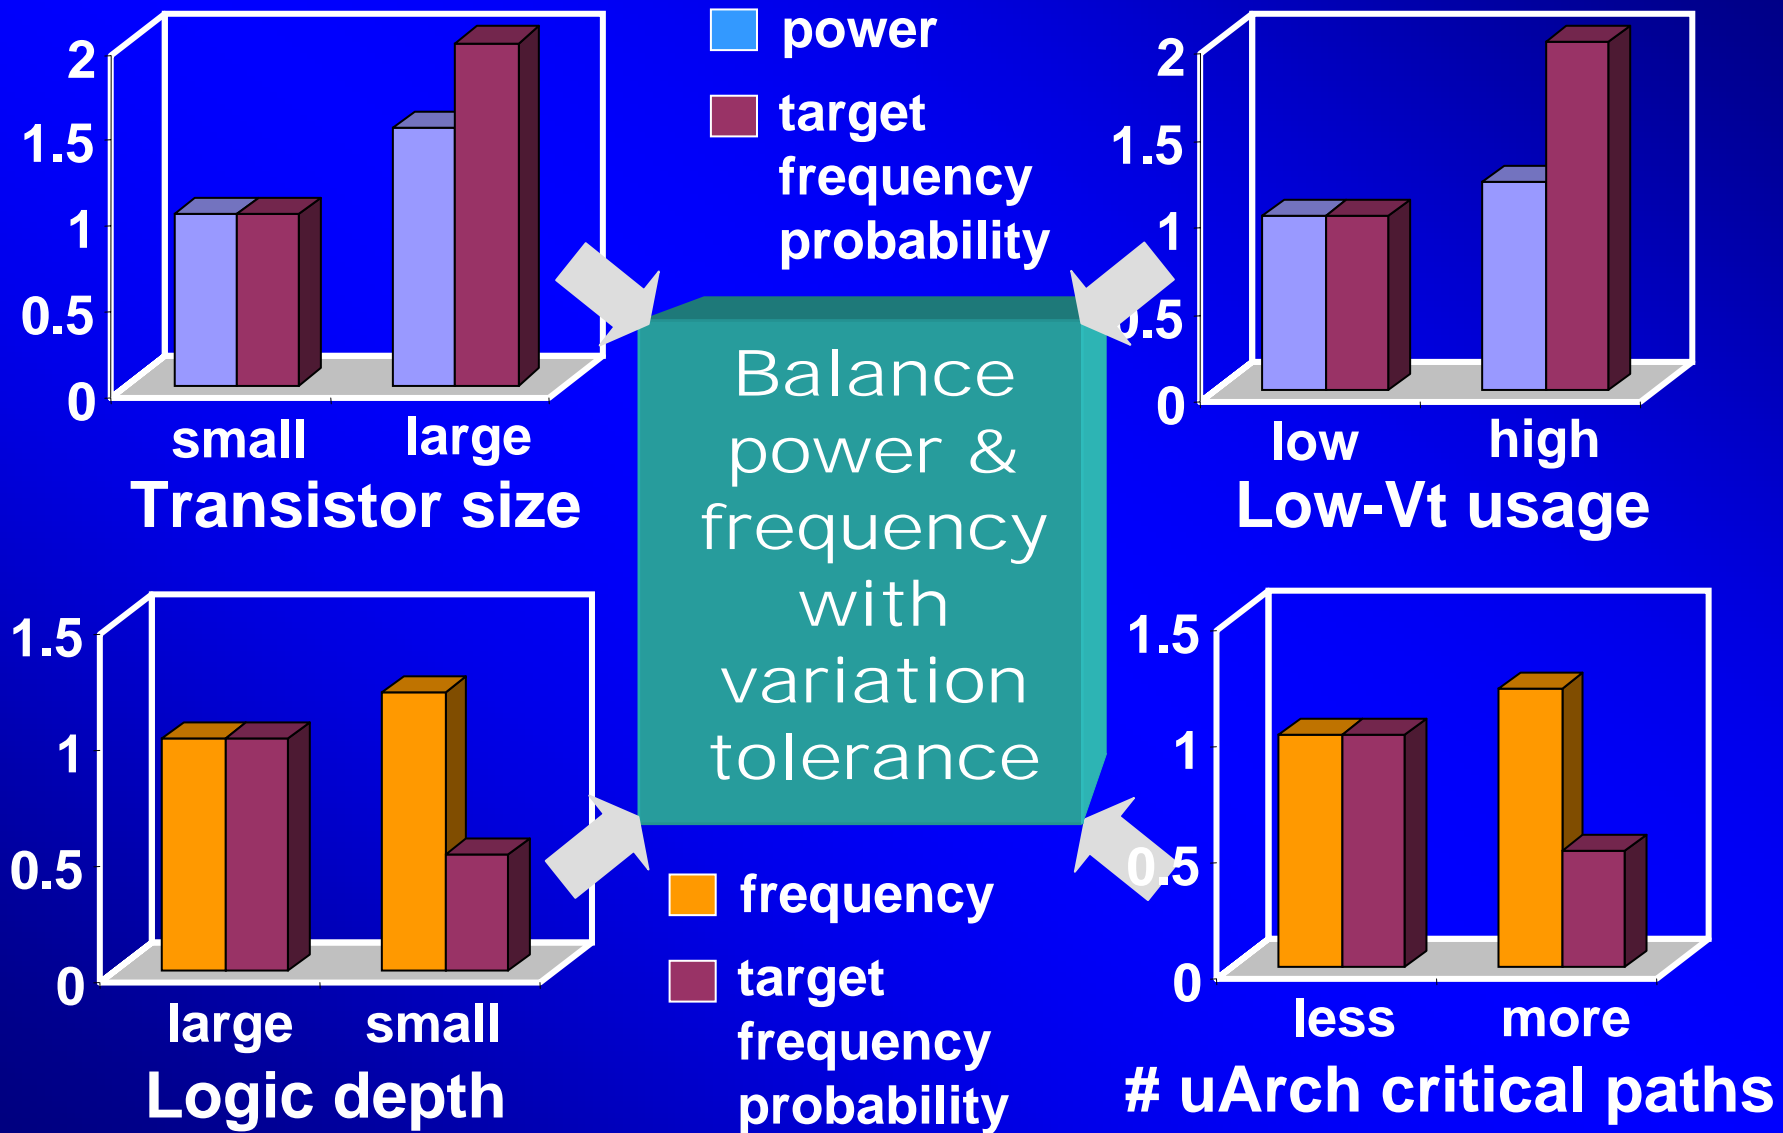 2
1.5
1
0.5
0
small large
Transistor size
power
target
frequency
probability
2
1.5
1
0.5
0
low high
Low-Vt usage
Balance
power &
frequency
with
variation
tolerance
1.5
1
0.5
0
large small
Logic depth
frequency
target
frequency
probability
1.5
1
0.5
0
less more
# uArch critical paths